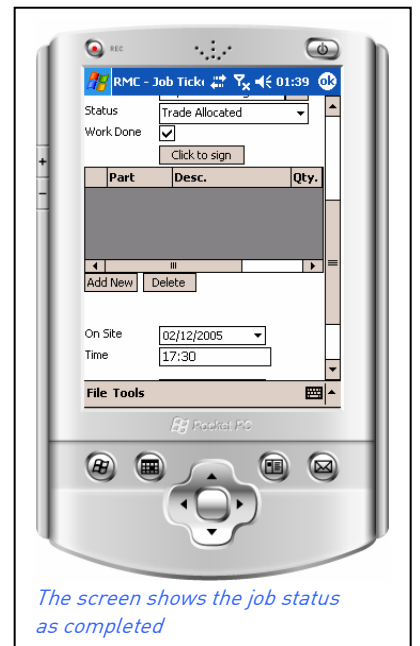 REC
RMC - Job Ticke 01:39 ok
Status Trade Allocated
Work Done
Click to sign
Part Desc. Qty.
Add New Delete
On Site 02/12/2005
Time 17:30
File Tools
Pocket PC
The screen shows the job status
as completed